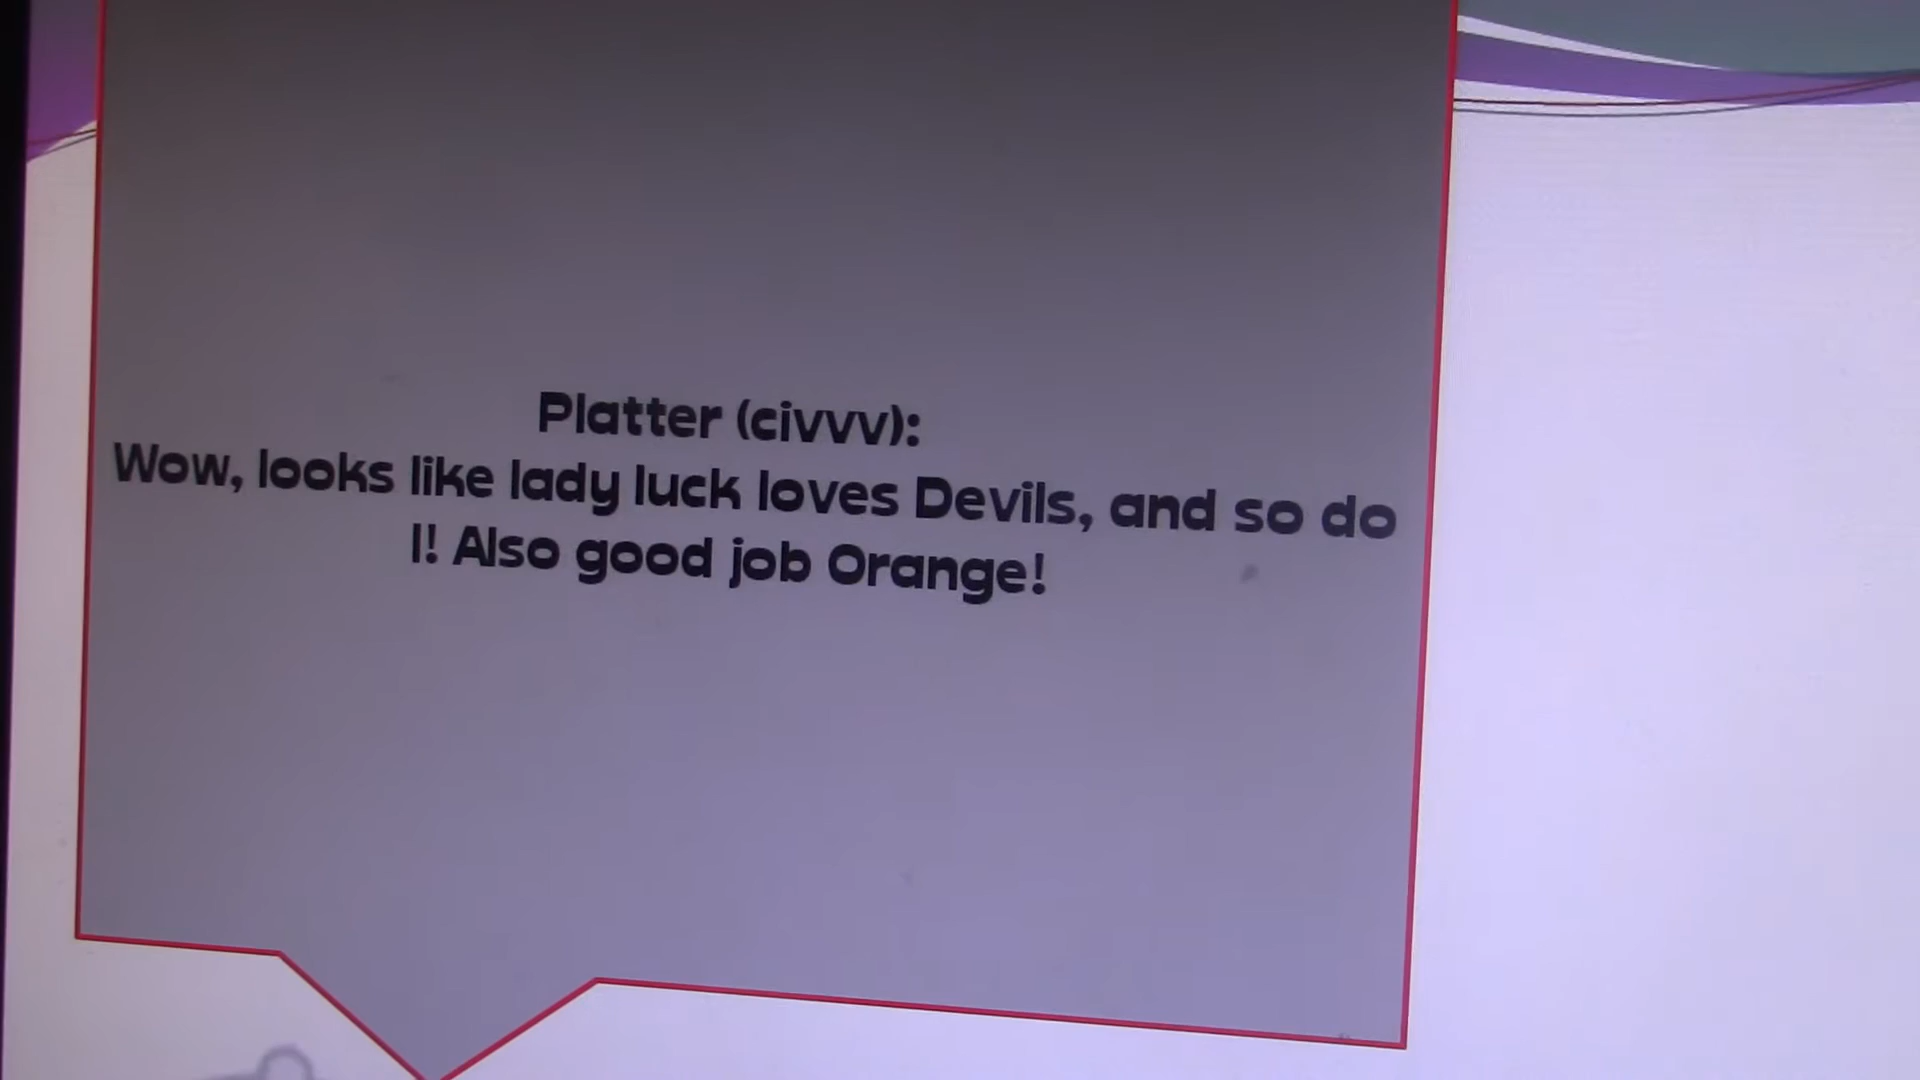 Platter (civvv):
Wow, looks like lady luck loves Devils, and so do
I! Also good job Orange!